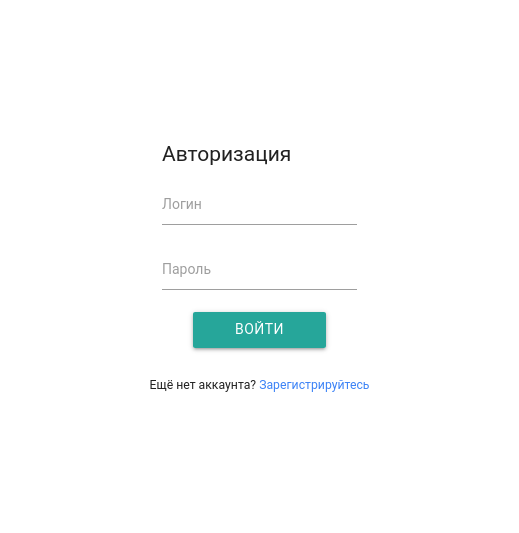 Авторизация
Логин
Пароль
ВОЙТИ
Ещё нет аккаунта? Зарегистрируйтесь